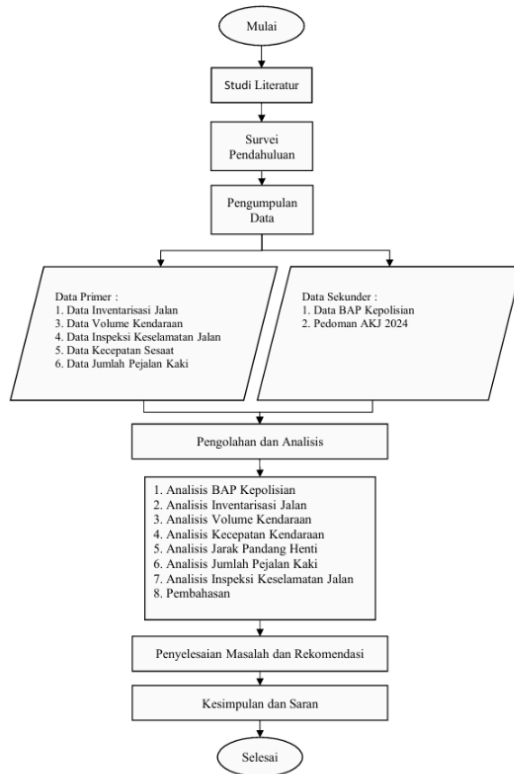 Mulai
Studi Literatur
Survei
Pendahuluan
Pengumpulan
Data
Data Primer :
1. Data Inventarisasi Jalan
3. Data Volume Kendaraan
4. Data Inspeksi Keselamatan Jalan
5. Data Kecepatan Sesaat
6. Data Jumlah Pejalan Kaki
Data Sekunder :
1. Data BAP Kepolisian
2. Pedoman AKJ 2024
Pengolahan dan Analisis
1. Analisis BAP Kepolisian
2. Analisis Inventarisasi Jalan
3. Analisis Volume Kendaraan
4. Analisis Kecepatan Kendaraan
5. Analisis Jarak Pandang Henti
6. Analisis Jumlah Pejalan Kaki
7. Analisis Inspeksi Keselamatan Jalan
8. Pembahasan
Penyelesaian Masalah dan Rekomendasi
Kesimpulan dan Saran
Selesai